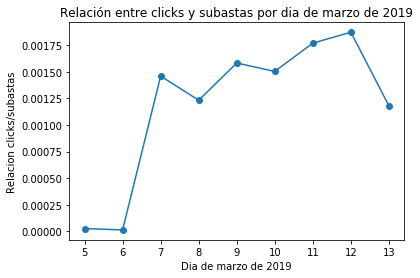 Relación entre clicks y subastas por dia de marzo de 2019
Relacion clicks/subastas
0.00175
0.00150
0.00125
0.00100
0.00075
0.00050
0.00025
0.00000
5 6 7 8 9 10 11 12 13
Dia de marzo de 2019